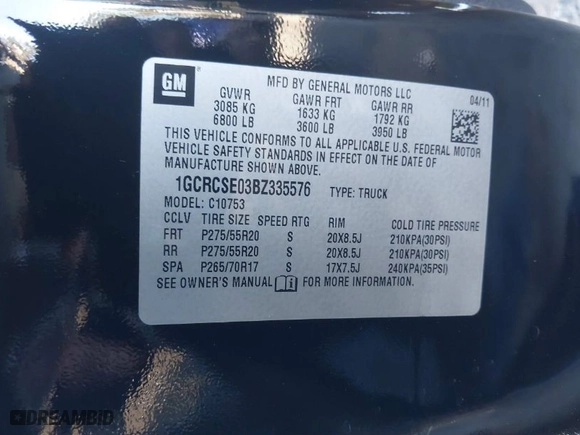 GM
®
MFD BY GENERAL MOTORS LLC
04/11
GVWR GAWR FRT GAWR RR
3085 KG 1633 KG 1792 KG
6800 LB 3600 LB 3950 LB
THIS VEHICLE CONFORMS TO ALL APPLICABLE U.S. FEDERAL MOTOR
VEHICLE SAFETY STANDARDS IN EFFECT ON THE DATE OF
MANUFACTURE SHOWN ABOVE.
1GCRCSE03BZ335576 TYPE: TRUCK
MODEL: C10753
CCLV TIRE SIZE SPEED RTG RIM COLD TIRE PRESSURE
FRT P275/55R20 S 20X8.5J 210KPA(30PSI)
RR P275/55R20 S 20X8.5J 210KPA(30PSI)
SPA P265/70R17 S 17X7.5J 240KPA(35PSI)
SEE OWNER'S MANUAL FOR MORE INFORMATION.
DREAMBID